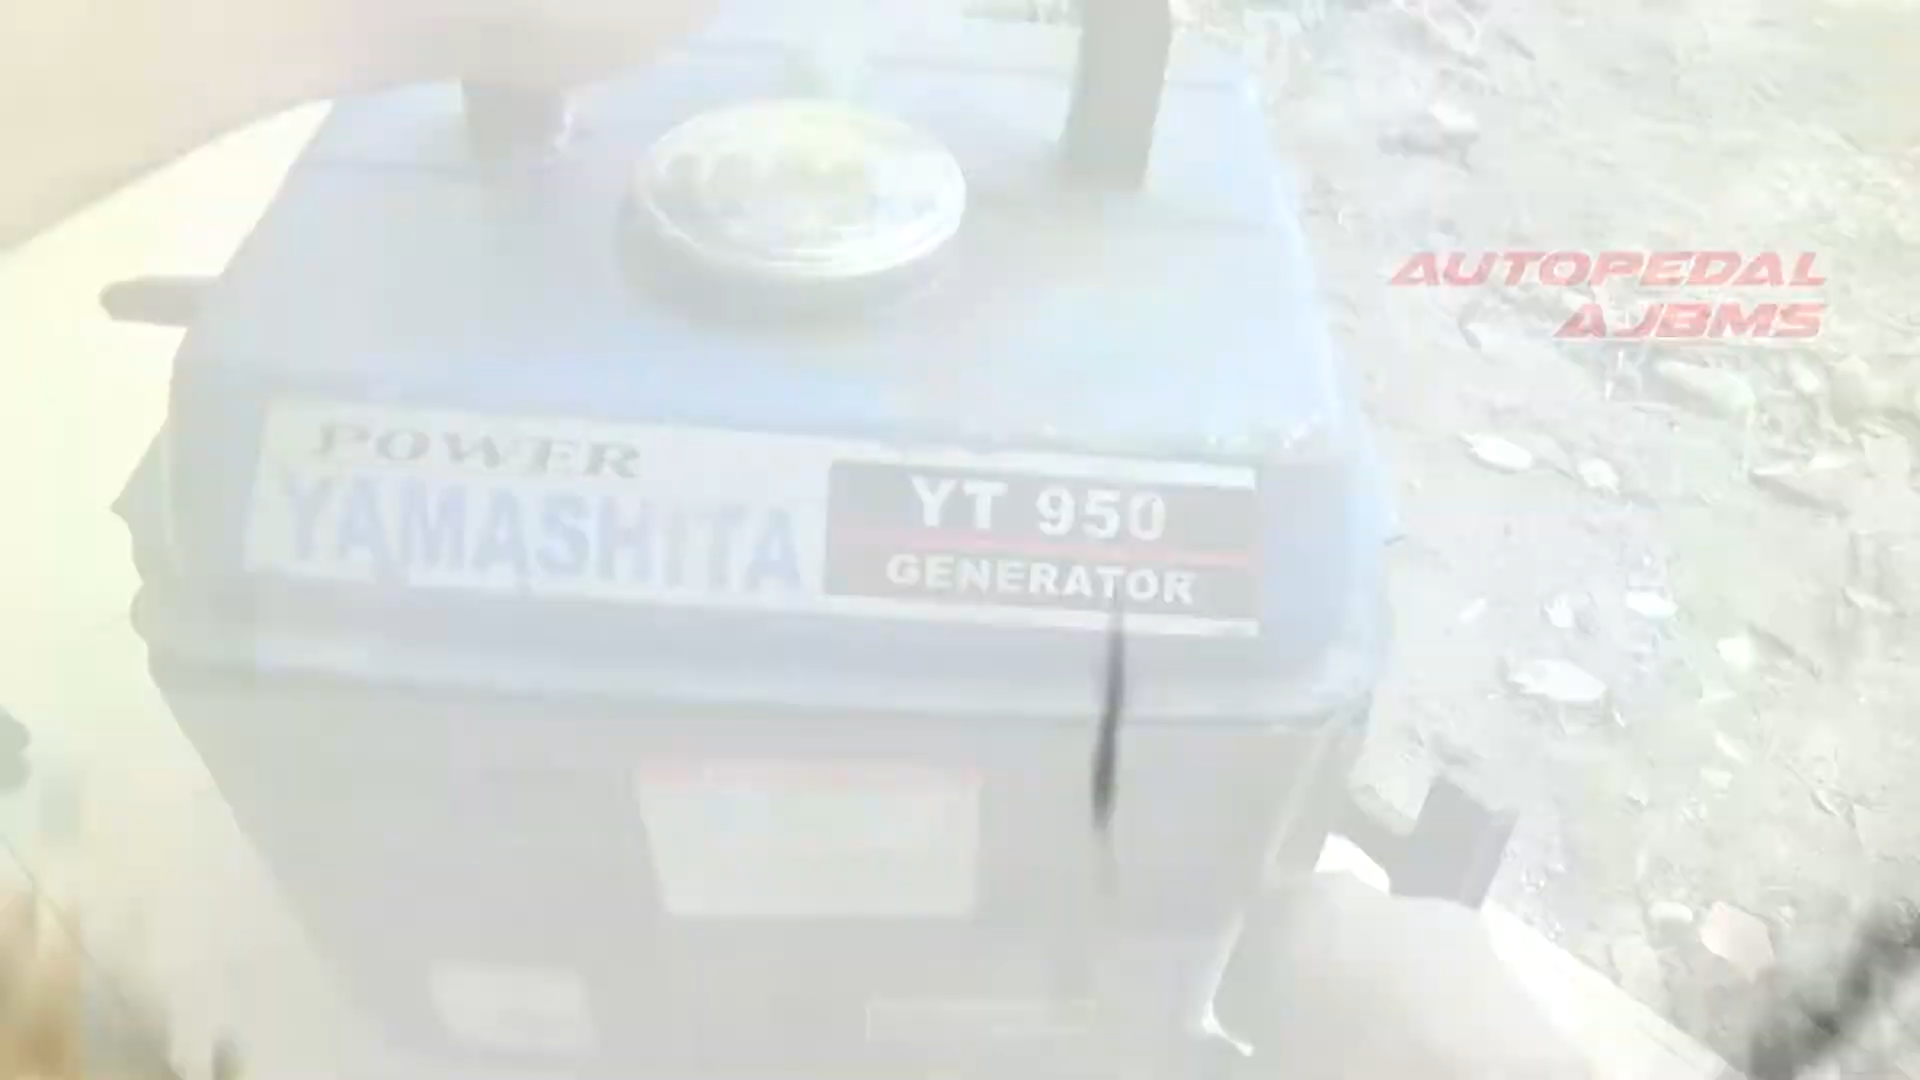 AUTOPEDAL
AJBMS
POWER
YAMASHITA
YT 950
GENERATOR